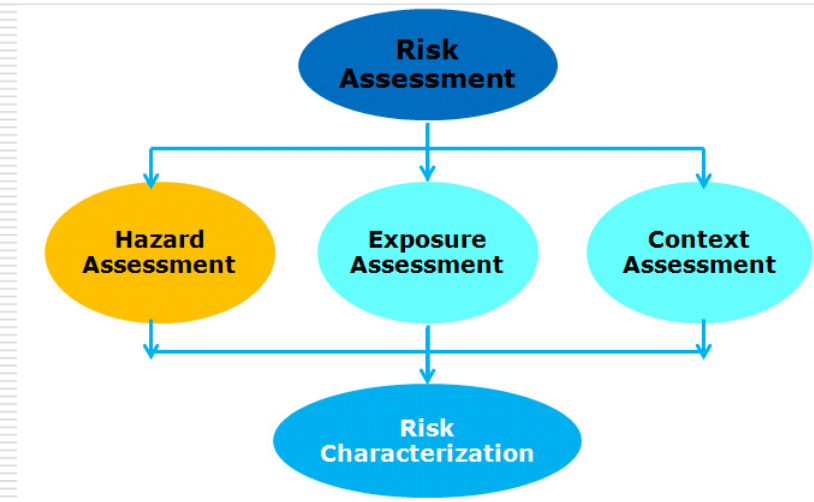 Risk
Assessment
Hazard
Assessment
Exposure
Assessment
Context
Assessment
Risk
Characterization